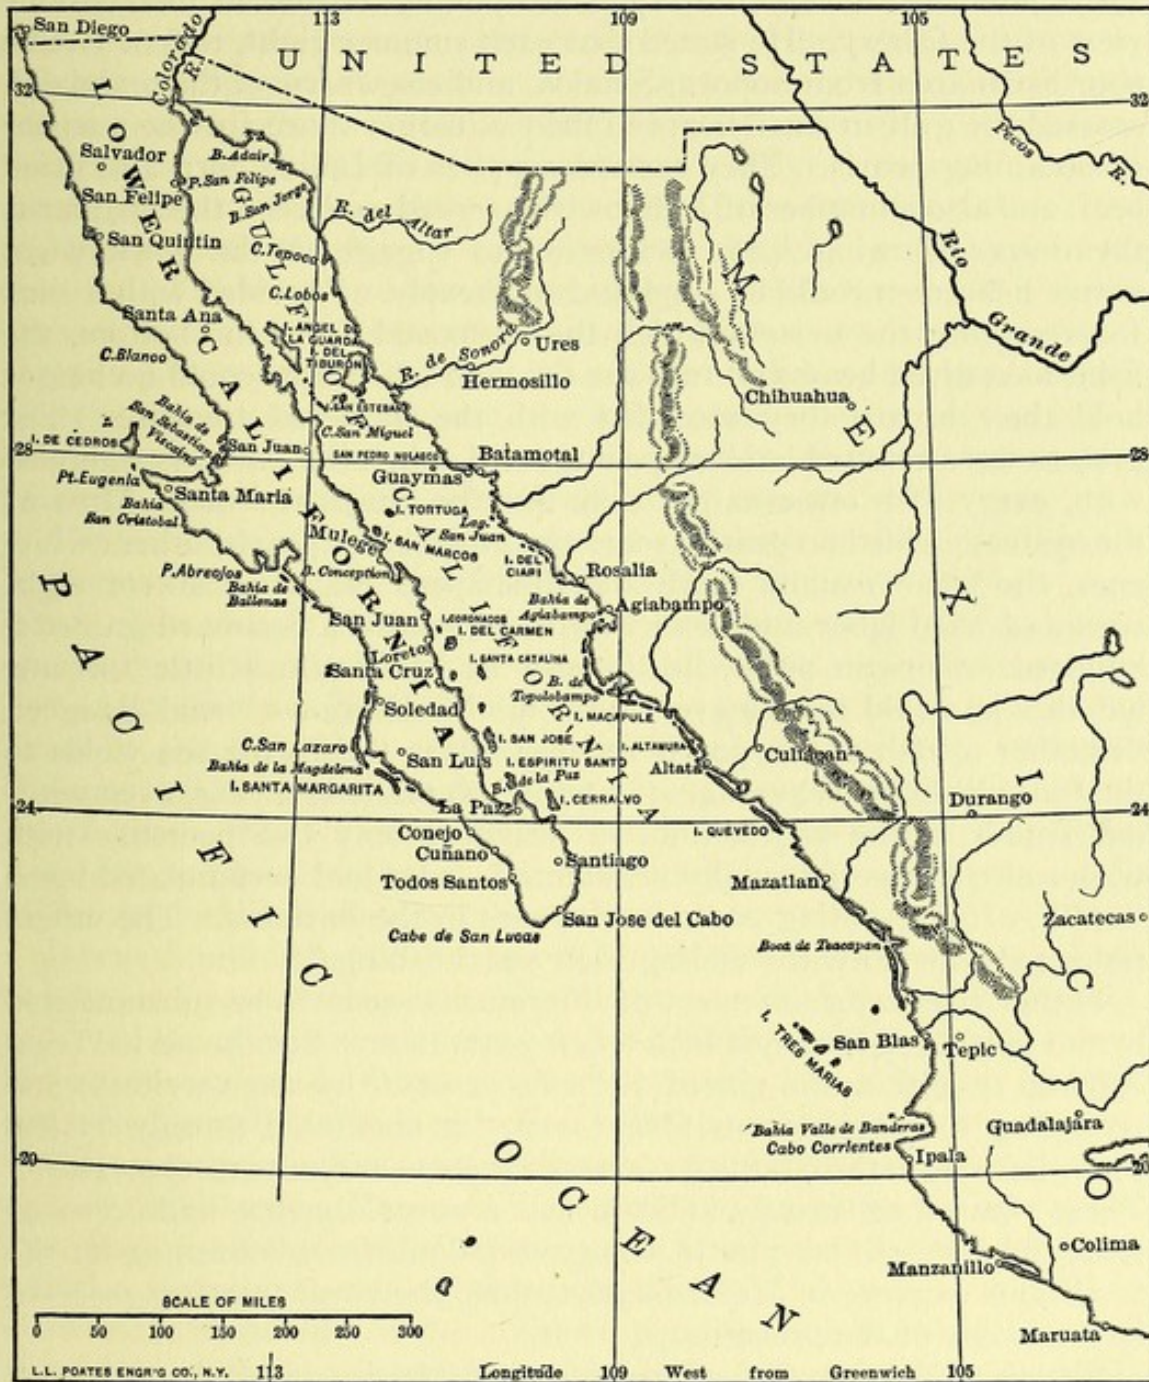 113
109
105
San Diego
Colorado R.
UNITED STATES
32
32
LOWER CALIFORNIA
GULF OF CALIFORNIA
Pecos R.
Salvador
B. Adair
P. San Felipe
San Felipe
B. San Jorge
R. del Altar
San Quintin
C. Tepoca
C. Lobos
Rio Grande
MEXICO
Santa Ana
I. ANGEL DE
LA GUARDA
I. DEL
TIBURON
C. Blanco
R. de Sonora
Ures
Hermosillo
Chihuahua
I. SAN ESTEBAN
C. San Miguel
Bahia de
San Sebastian
Viscaino
I. DE CEDROS
San Juan
SAN PEDRO NOLASCO
Batamotal
28
28
Guaymas
Pt. Eugenia
Santa Maria
Bahia
San Cristobal
I. TORTUGA
Lag.
San Juan
Mulege
I. SAN MARCOS
I. DEL
CIARI
Rosalia
B. Conception
P. Abreojos
Bahia de
Ballenas
Bahia de
Agiabampo
Agiabampo
San Juan
I. CORONADOS
I. DEL CARMEN
Loreto
I. SANTA CATALINA
Santa Cruz
B. de
Topolobampo
Soledad
I. MACAPULE
C. San Lazaro
I. SAN JOSÉ
I. ALTAMURA
Culiacan
San Luis
I. ESPIRITU SANTO
Altata
Bahia de la Magdelena
B. de la Paz
I. SANTA MARGARITA
I. CERRALVO
La Paz
24
24
Durango
Conejo
I. QUEVEDO
Cuñano
Santiago
Todos Santos
Mazatlan
San Jose del Cabo
Zacatecas
Cabe de San Lucas
Boca de Teacapan
PACIFIC OCEAN
I. TRES MARIAS
San Blas
Tepic
Bahia Valle de Banderas
Guadalajara
Cabo Corrientes
Ipala
20
20
Colima
Manzanillo
Maruata
SCALE OF MILES
0 50 100 150 200 250 300
L.L. POATES ENGR'G CO., N.Y.
113 Longitude 109 West from Greenwich 105